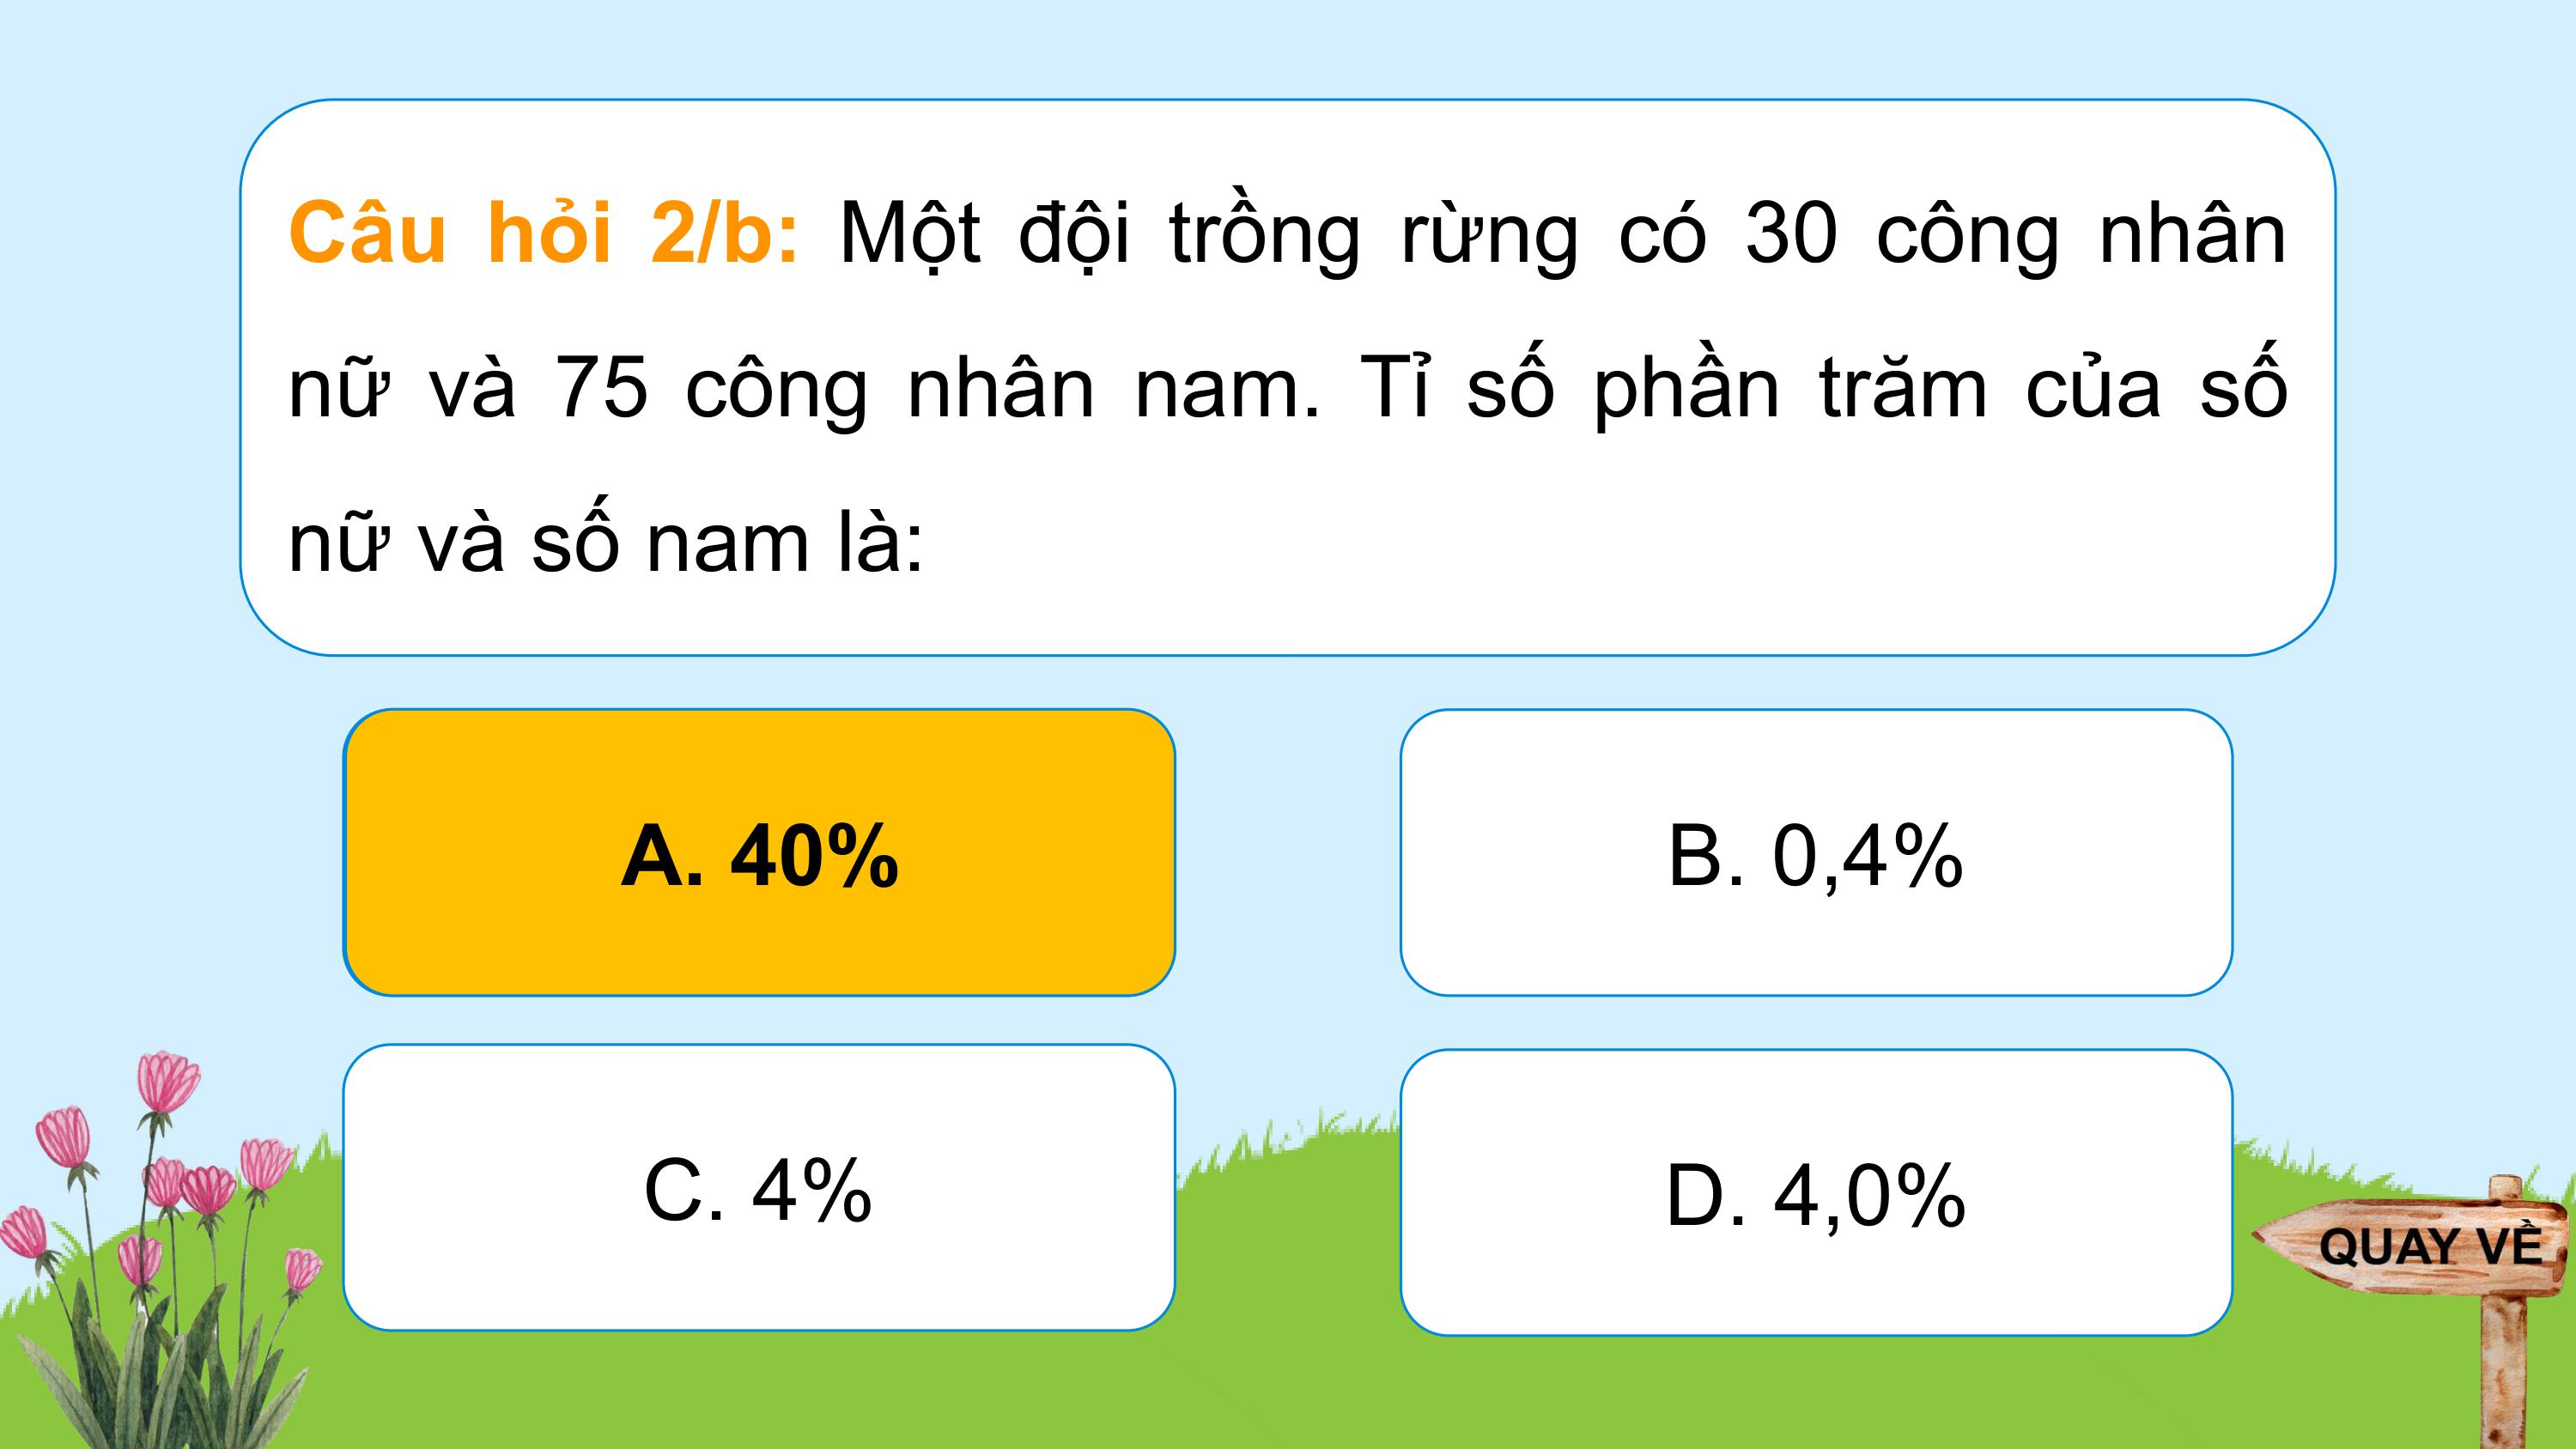 Câu hỏi 2/b: Một đội trồng rừng có 30 công nhân
nữ và 75 công nhân nam. Tỉ số phần trăm của số
nữ và số nam là:
A. 40%
B. 0,4%
C. 4%
D. 4,0%
QUAY VỀ